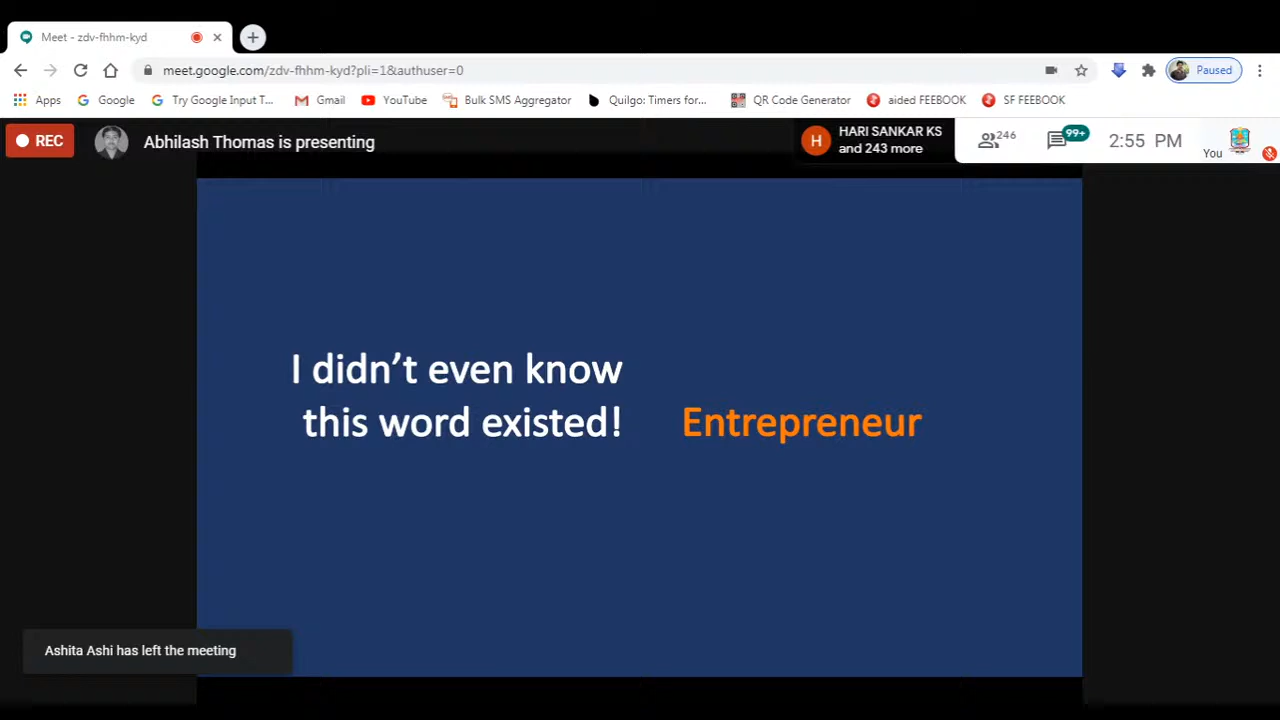 Meet - zdv-fhhm-kyd
meet.google.com/zdv-fhhm-kyd?pli=1&authuser=0
Paused
Apps
Google
Try Google Input T...
Gmail
YouTube
Bulk SMS Aggregator
Quilgo: Timers for...
QR Code Generator
aided FEEBOOK
SF FEEBOOK
REC
Abhilash Thomas is presenting
H
HARI SANKAR KS
and 243 more
246
99+
2:55 PM
You
I didn't even know
this word existed! Entrepreneur
Ashita Ashi has left the meeting